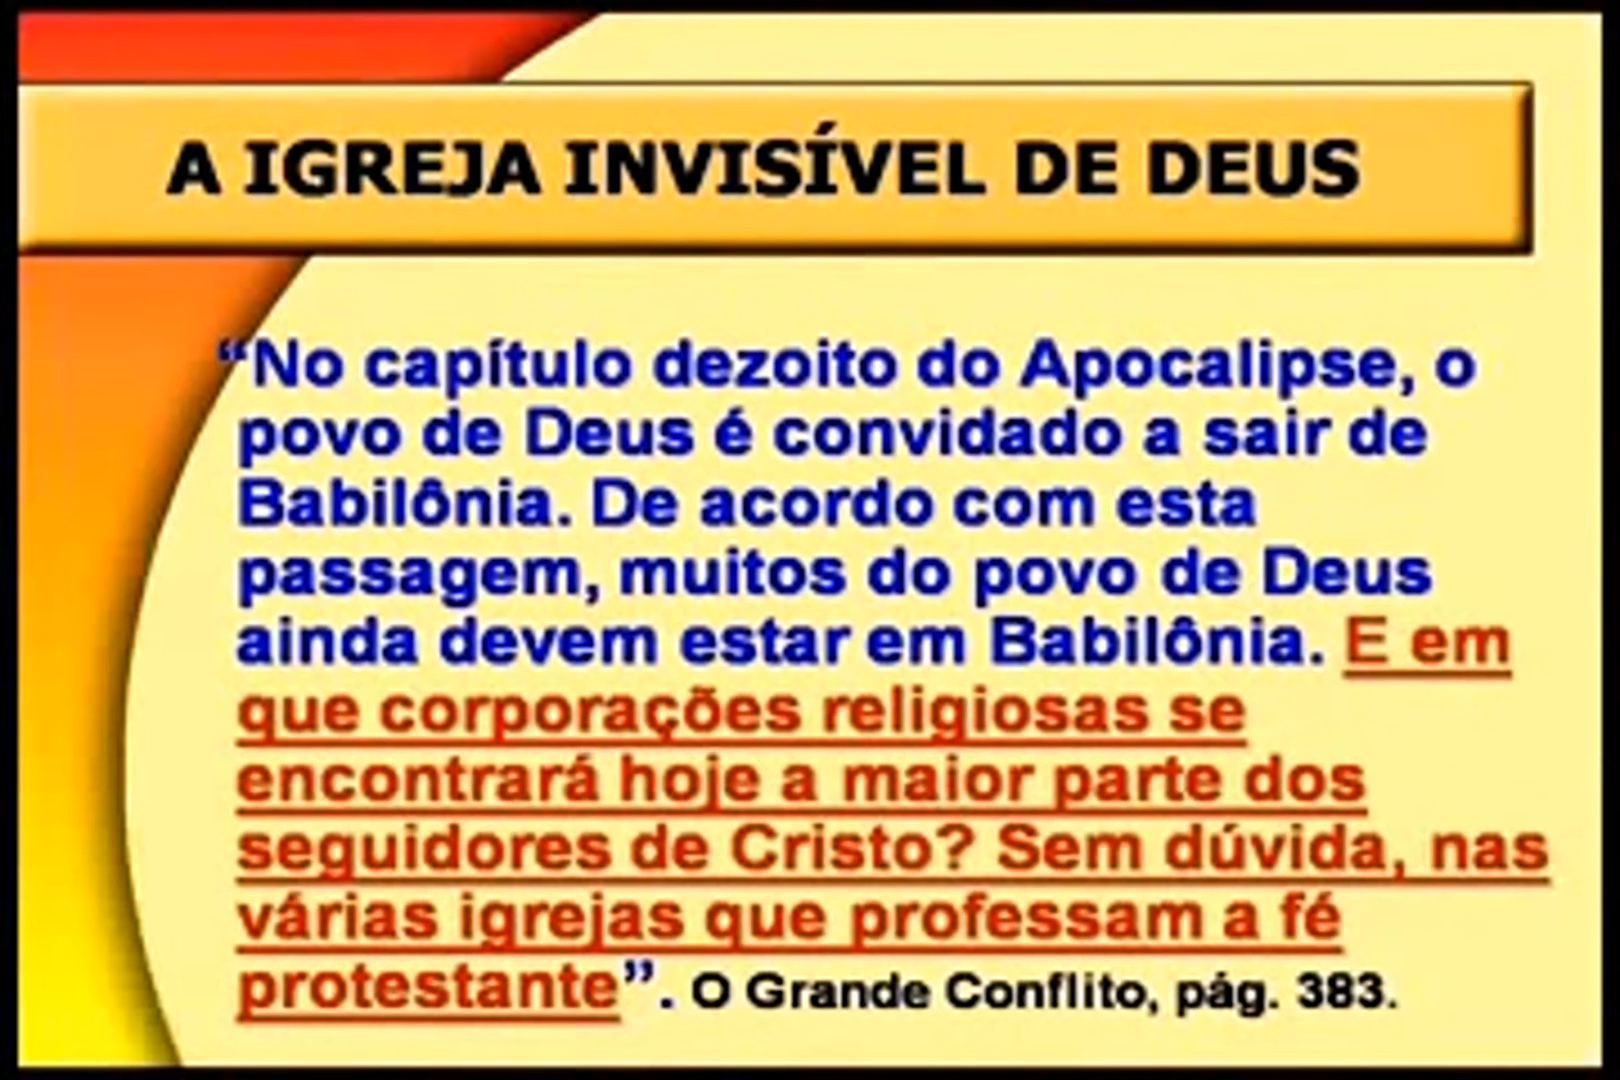 A IGREJA INVISÍVEL DE DEUS
“No capítulo dezoito do Apocalipse, o
povo de Deus é convidado a sair de
Babilônia. De acordo com esta
passagem, muitos do povo de Deus
ainda devem estar em Babilônia. E em
que corporações religiosas se
encontrará hoje a maior parte dos
seguidores de Cristo? Sem dúvida, nas
várias igrejas que professam a fé
protestante”. O Grande Conflito, pág. 383.